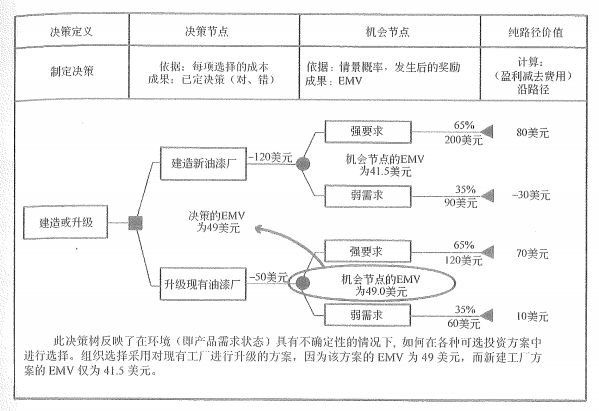 决策定义 决策节点 机会节点 纯路径价值
制定决策
依据：每项选择的成本
成果：已定决策（对、错）
依据：情景概率，发生后的奖励
成果：EMV
计算：
（盈利减去费用）
沿路径
建造或升级
建造新油漆厂
-120美元
强要求
65%
200美元
80美元
机会节点的EMV
为41.5美元
弱需求
35%
90美元
-30美元
决策的EMV
为49美元
升级现有油漆厂
-50美元
强要求
65%
120美元
70美元
机会节点的EMV
为49.0美元
弱需求
35%
60美元
10美元
此决策树反映了在环境（即产品需求状态）具有不确定性的情况下，如何在各种可选投资方案中
进行选择。组织选择采用对现有工厂进行升级的方案，因为该方案的 EMV 为 49 美元，而新建工厂方
案的 EMV 仅为 41.5 美元。